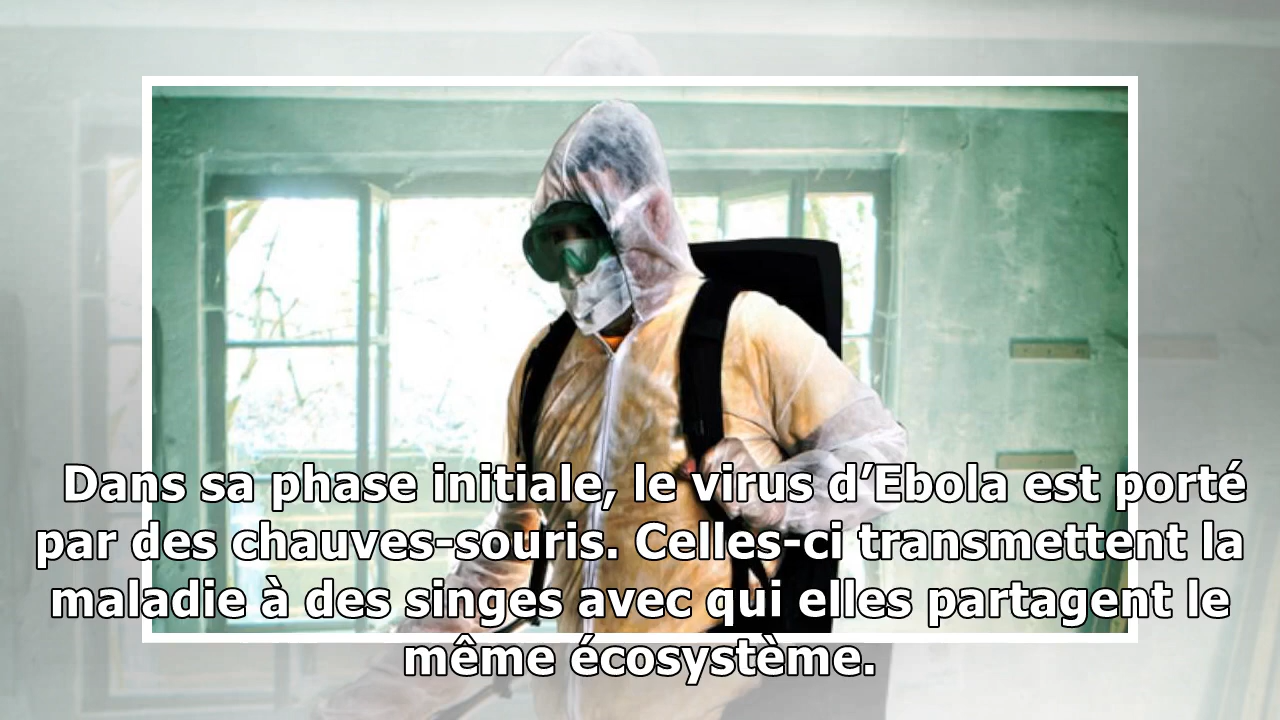 Dans sa phase initiale, le virus d’Ebola est porté
par des chauves-souris. Celles-ci transmettent la
maladie à des singes avec qui elles partagent le
même écosystème.